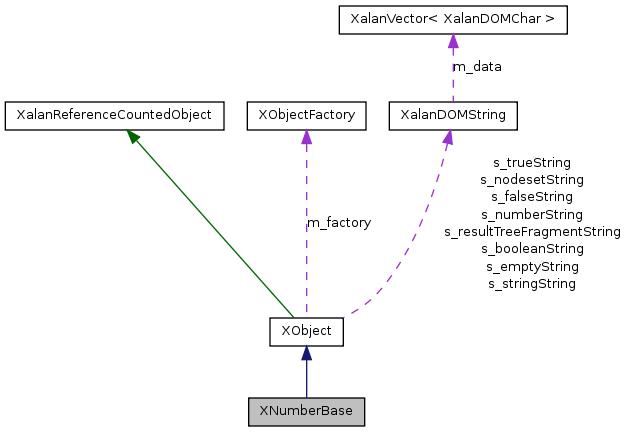 XalanVector< XalanDOMChar >
m_data
XalanReferenceCountedObject
XObjectFactory
XalanDOMString
s_trueString
s_nodesetString
s_falseString
s_numberString
s_resultTreeFragmentString
s_booleanString
s_emptyString
s_stringString
m_factory
XObject
XNumberBase